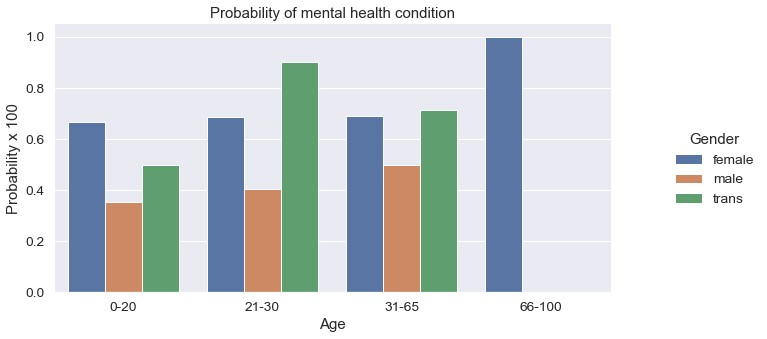 Probability of mental health condition
Probability x 100
1.0
0.8
0.6
0.4
0.2
0.0
0-20 21-30 31-65 66-100
Age
Gender
female
male
trans